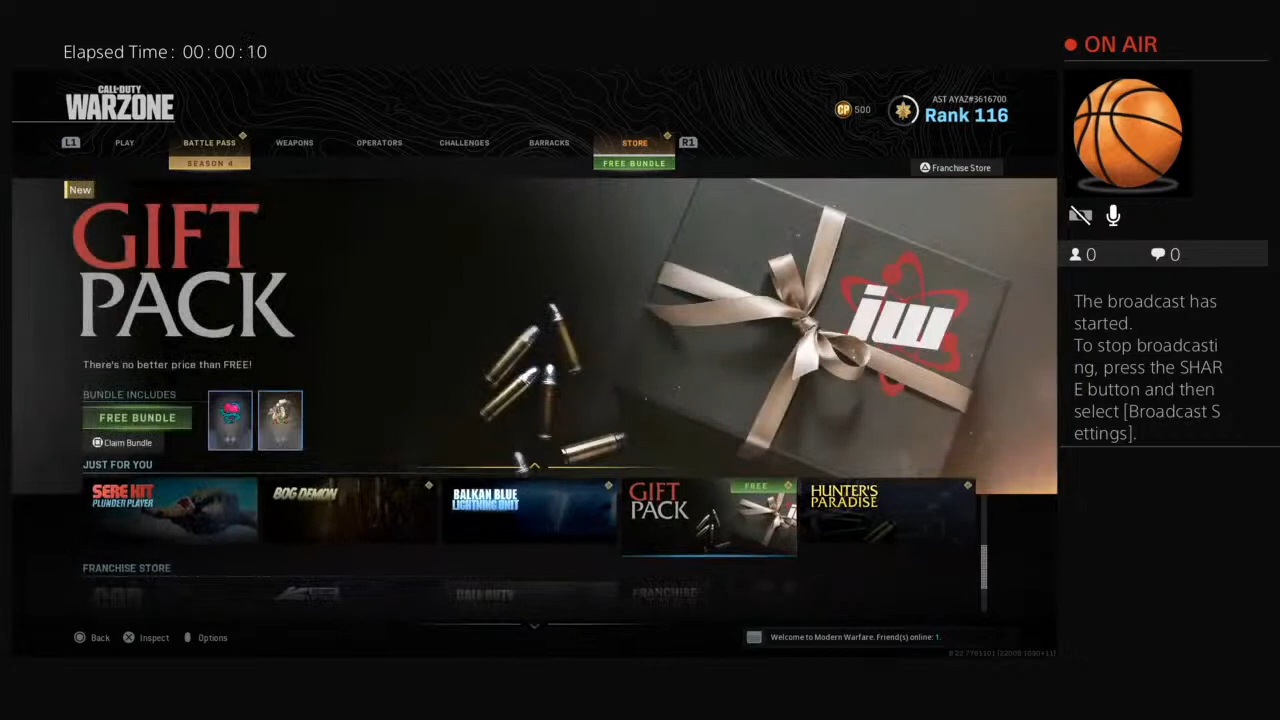 Elapsed Time: 00:00:10
ON AIR
CALL·DUTY
WARZONE
CP 500
AST AYAZ#3616700
Rank 116
L1 PLAY BATTLE PASS WEAPONS OPERATORS CHALLENGES BARRACKS STORE R1
SEASON 4
FREE BUNDLE
Franchise Store
New
GIFT
PACK
iw
There's no better price than FREE!
BUNDLE INCLUDES
FREE BUNDLE
Claim Bundle
JUST FOR YOU
SERE KIT
PLUNDER PLAYER
BOG DEMON
BALKAN BLUE
LIGHTNING UNIT
GIFT
PACK
FREE
HUNTER'S
PARADISE
FRANCHISE STORE
CALL·DUTY
FRANCHISE
Back Inspect Options
Welcome to Modern Warfare. Friend(s) online: 1.
0 0
The broadcast has
started.
To stop broadcasti
ng, press the SHAR
E button and then
select [Broadcast S
ettings].